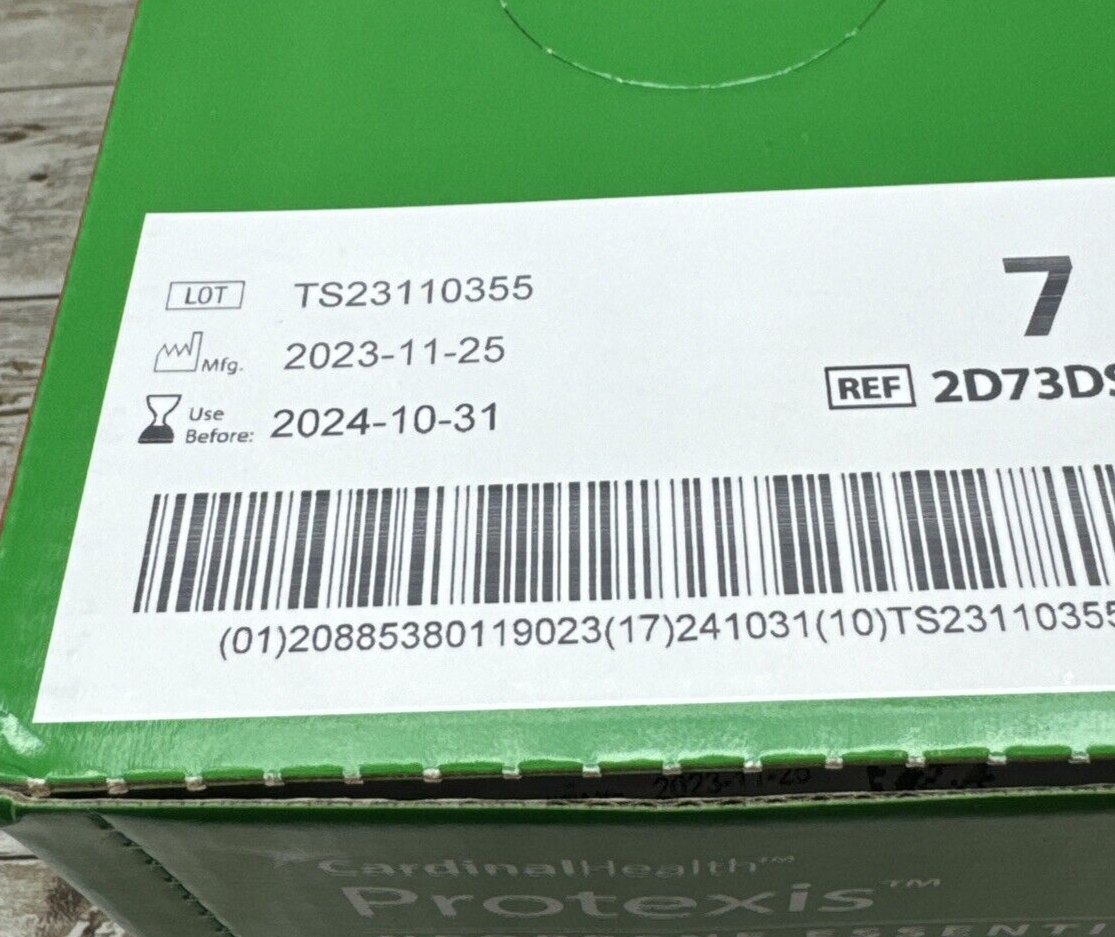 LOT TS23110355
7
Mfg. 2023-11-25
REF 2D73DS
Use Before: 2024-10-31
(01)20885380119023(17)241031(10)TS23110355
2023-11-25
CardinalHealth™
Protexis™